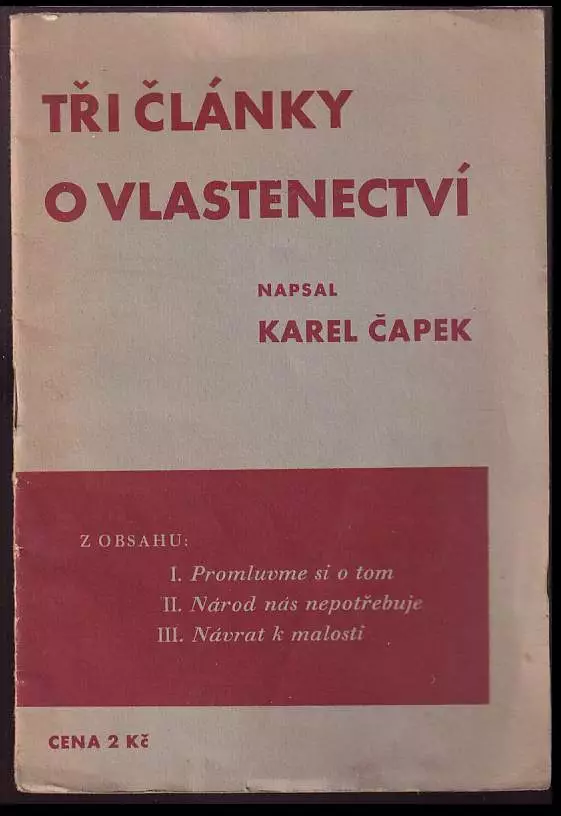 TŘI ČLÁNKY
O VLASTENECTVÍ
NAPSAL
KAREL ČAPEK
Z OBSAHU:
I. Promluvme si o tom
II. Národ nás nepotřebuje
III. Návrat k malosti
CENA 2 Kč